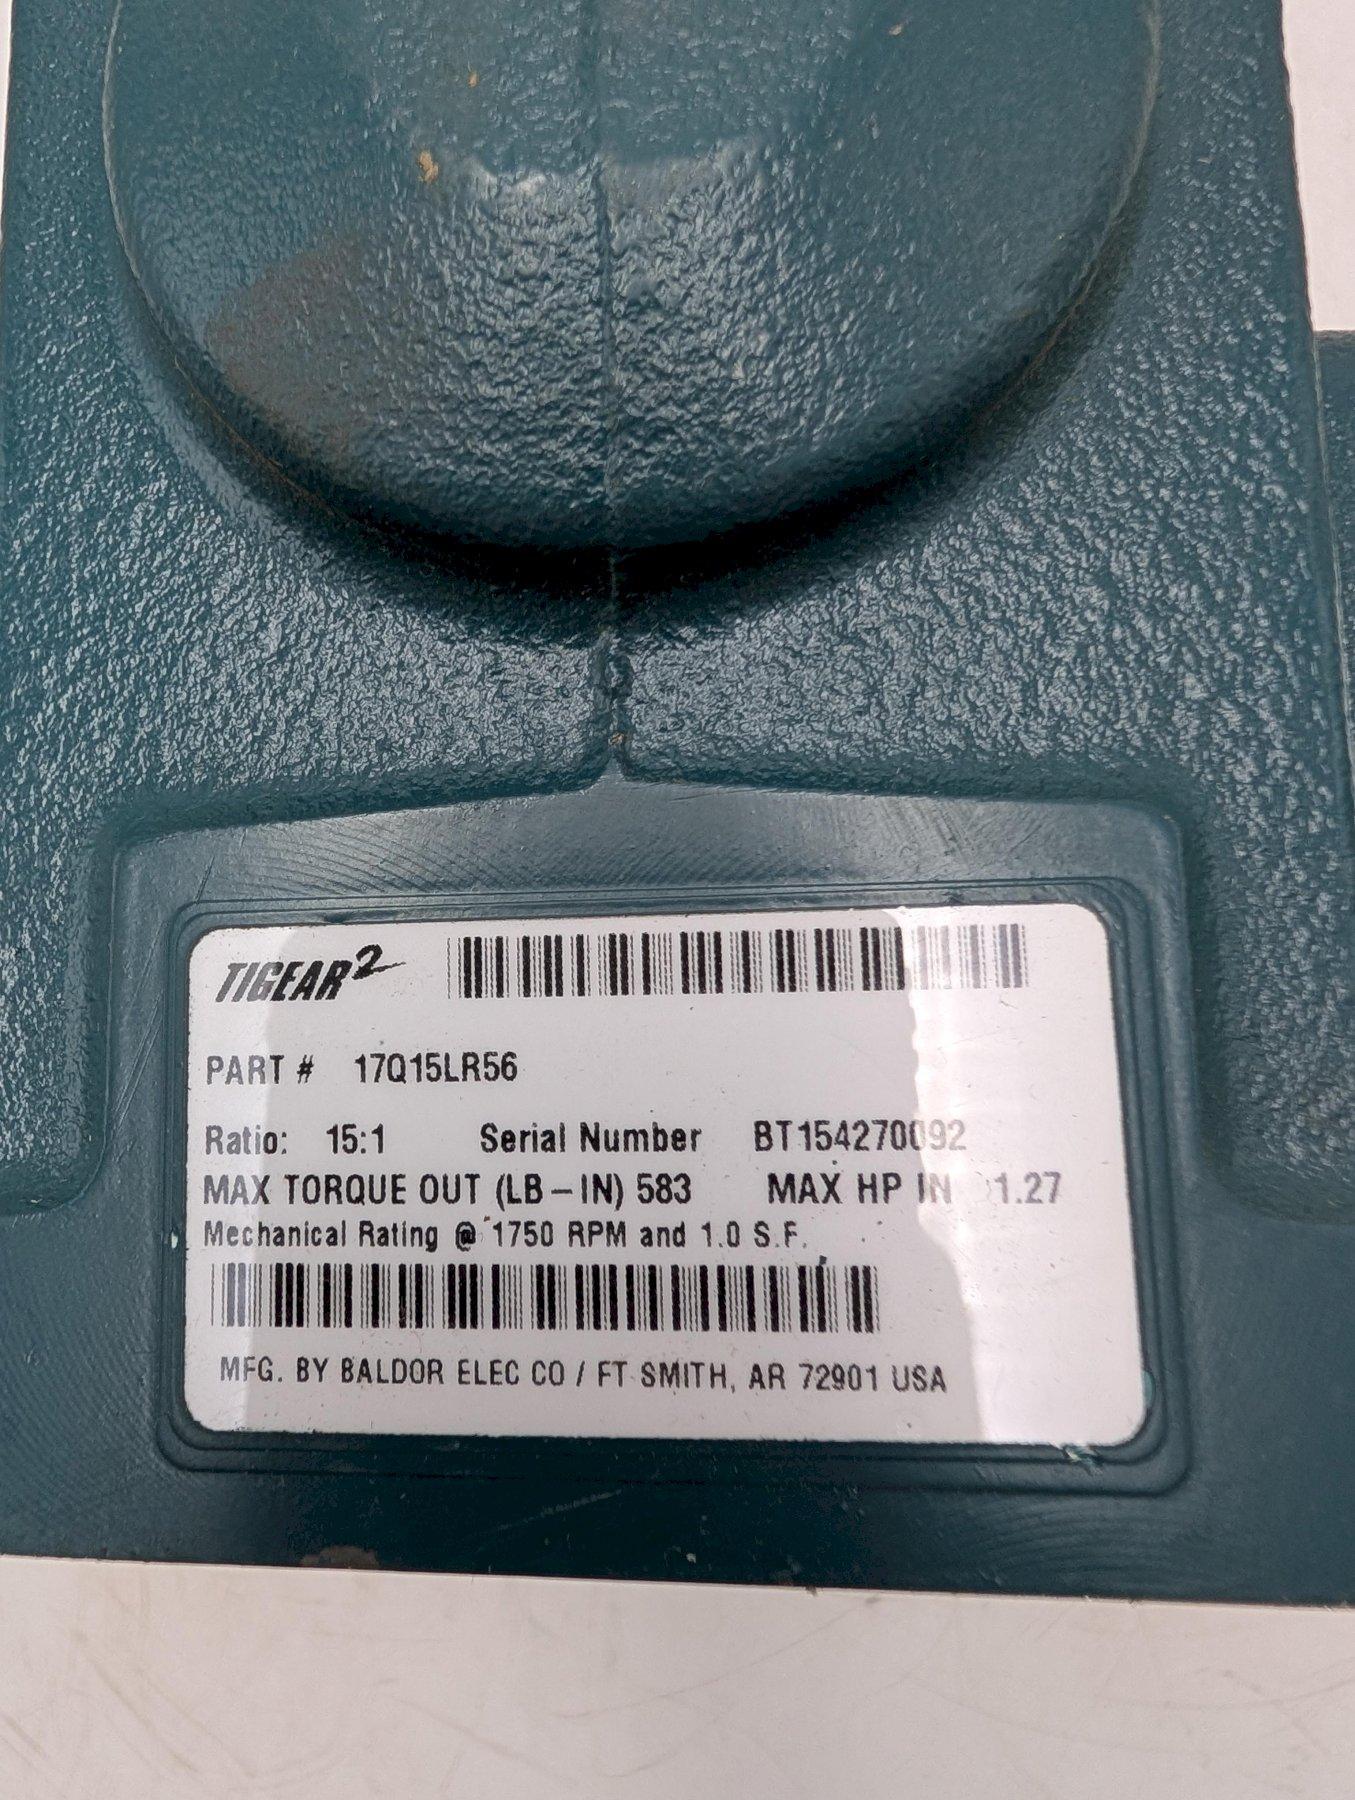 TIGEAR2
PART # 17Q15LR56
Ratio: 15:1 Serial Number BT154270092
MAX TORQUE OUT (LB-IN) 583 MAX HP IN 1.27
Mechanical Rating @ 1750 RPM and 1.0 S.F.
MFG. BY BALDOR ELEC CO / FT SMITH, AR 72901 USA